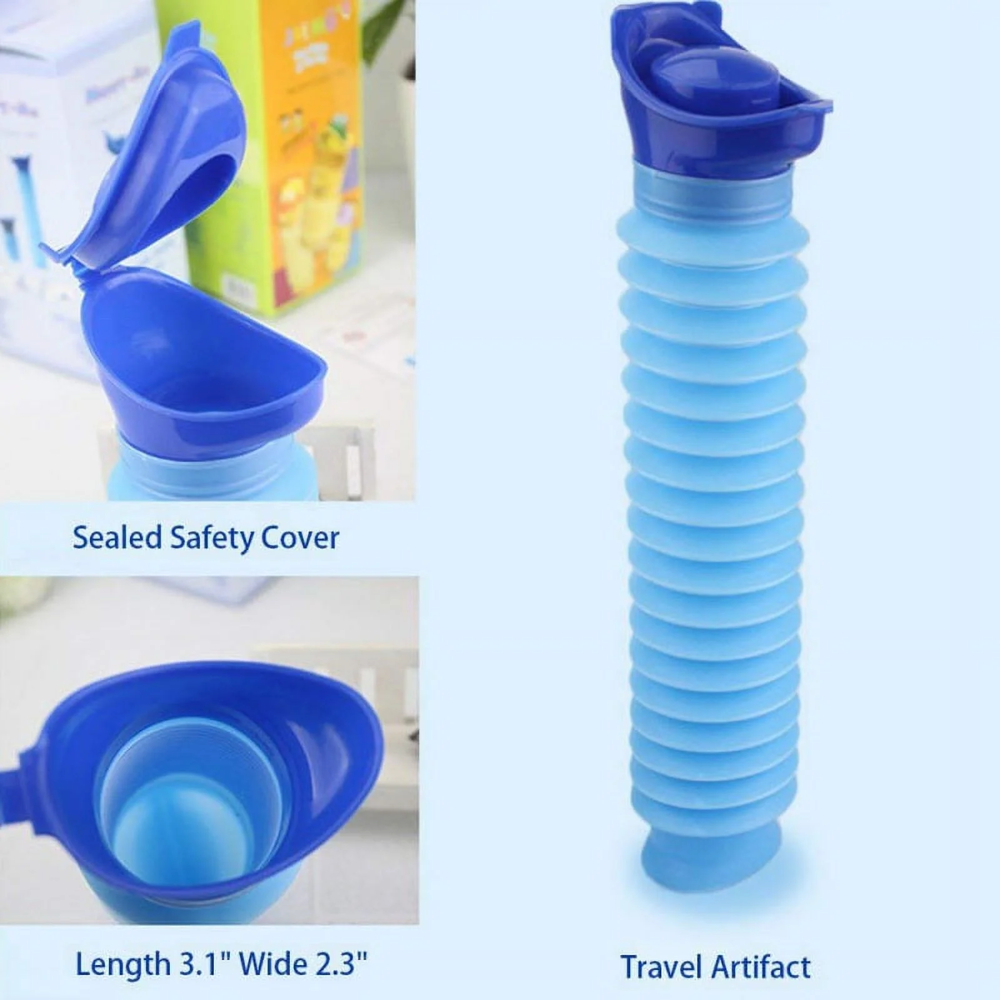 Sealed Safety Cover
Length 3.1" Wide 2.3"
Travel Artifact